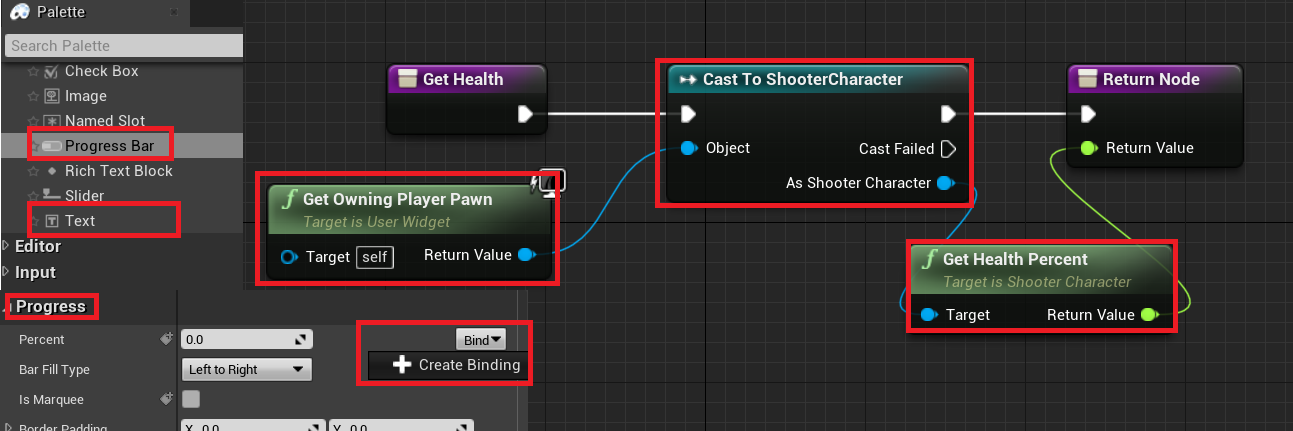 Palette
Search Palette
Check Box
Image
Named Slot
Progress Bar
Rich Text Block
Slider
Text
Editor
Input
Progress
Percent 0.0 Bind
Create Binding
Bar Fill Type Left to Right
Is Marquee
Border Padding X 0.0 Y 0.0
Get Health
Get Owning Player Pawn
Target is User Widget
Target self Return Value
Cast To ShooterCharacter
Object Cast Failed
As Shooter Character
Return Node
Return Value
Get Health Percent
Target is Shooter Character
Target Return Value